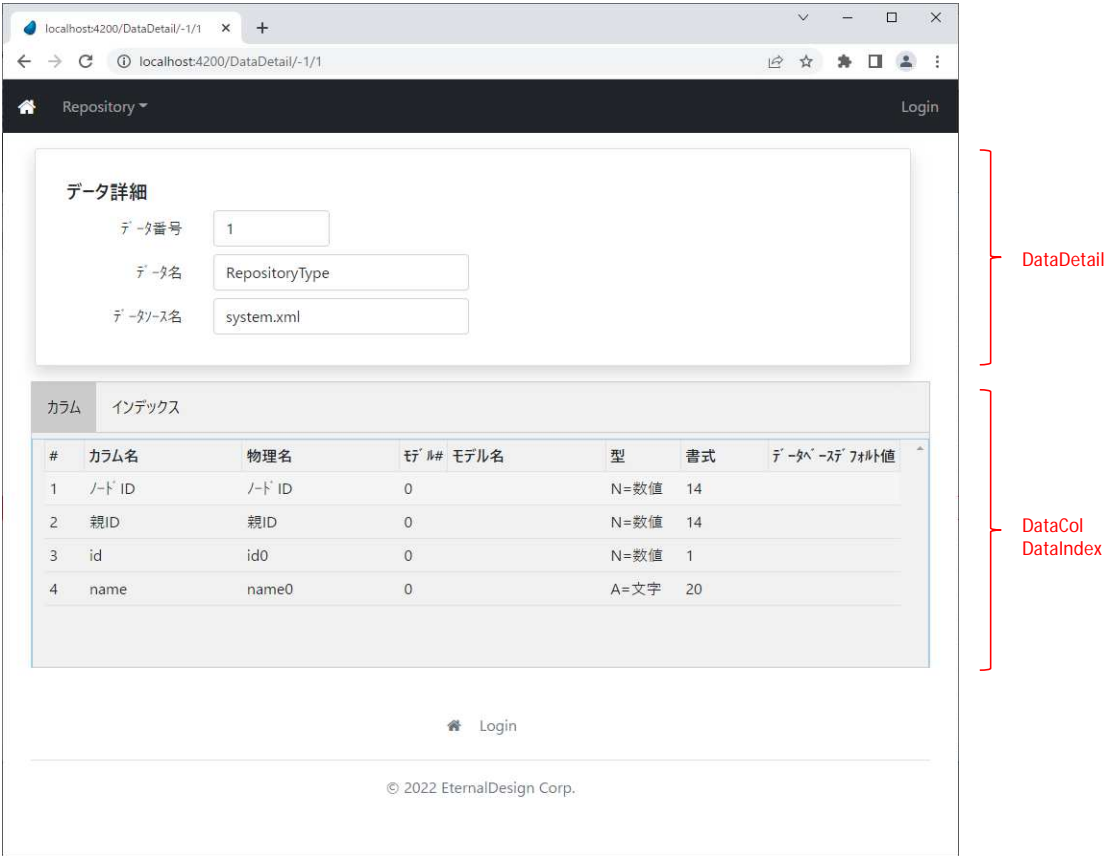 localhost:4200/DataDetail/-1/1
localhost:4200/DataDetail/-1/1
Repository Login
データ詳細
ﾃﾞｰﾀ番号 1
ﾃﾞｰﾀ名 RepositoryType
ﾃﾞｰﾀｿｰｽ名 system.xml
DataDetail
カラム インデックス
# カラム名 物理名 ﾓﾃﾞﾙ# モデル名 型 書式 ﾃﾞｰﾀﾍﾞｰｽﾃﾞﾌｫﾙﾄ値
1 ﾉｰﾄﾞID ﾉｰﾄﾞID 0 N=数値 14
2 親ID 親ID 0 N=数値 14
3 id id0 0 N=数値 1
4 name name0 0 A=文字 20
DataCol
DataIndex
Login
© 2022 EternalDesign Corp.